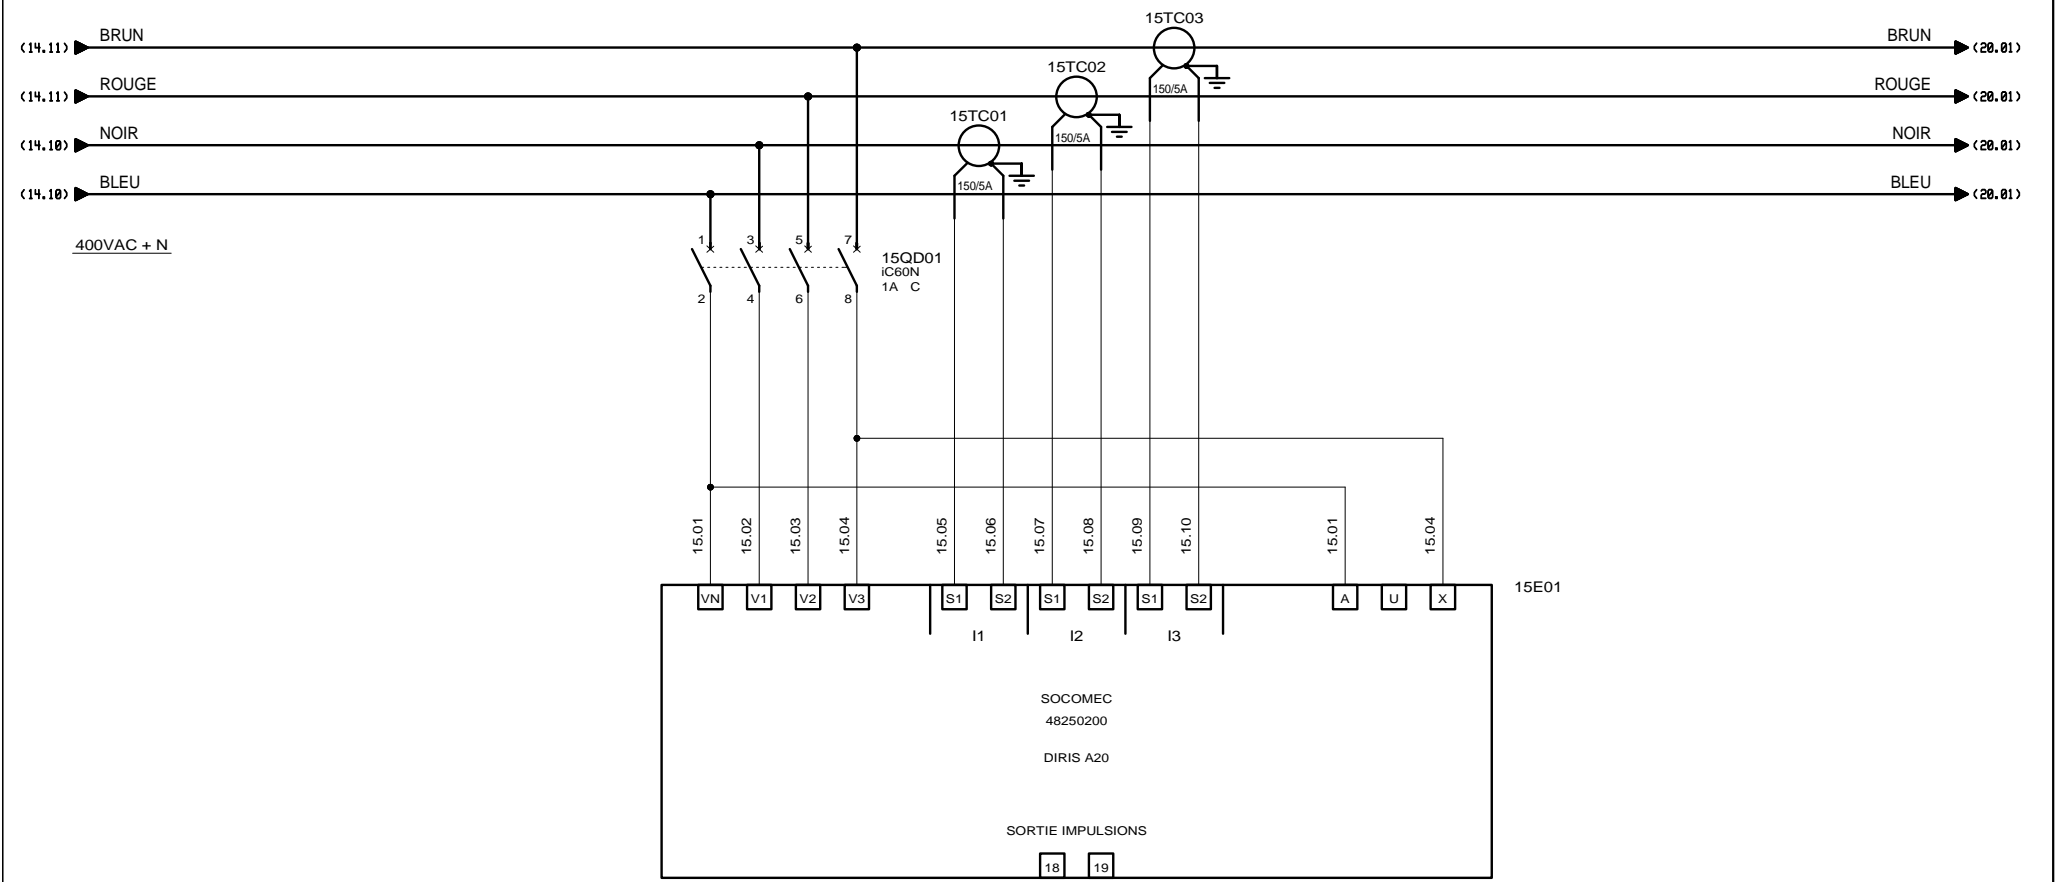 15TC03
(14.11) BRUN BRUN (20.01)
15TC02
(14.11) ROUGE 150/5A ROUGE (20.01)
15TC01
(14.10) NOIR 150/5A NOIR (20.01)
(14.10) BLEU 150/5A BLEU (20.01)
400VAC + N
1 3 5 7
15QD01
iC60N
1A C
2 4 6 8
15.01 15.02 15.03 15.04 15.05 15.06 15.07 15.08 15.09 15.10 15.01 15.04
15E01
VN V1 V2 V3 S1 S2 S1 S2 S1 S2 A U X
I1 I2 I3
SOCOMEC
48250200
DIRIS A20
SORTIE IMPULSIONS
18 19